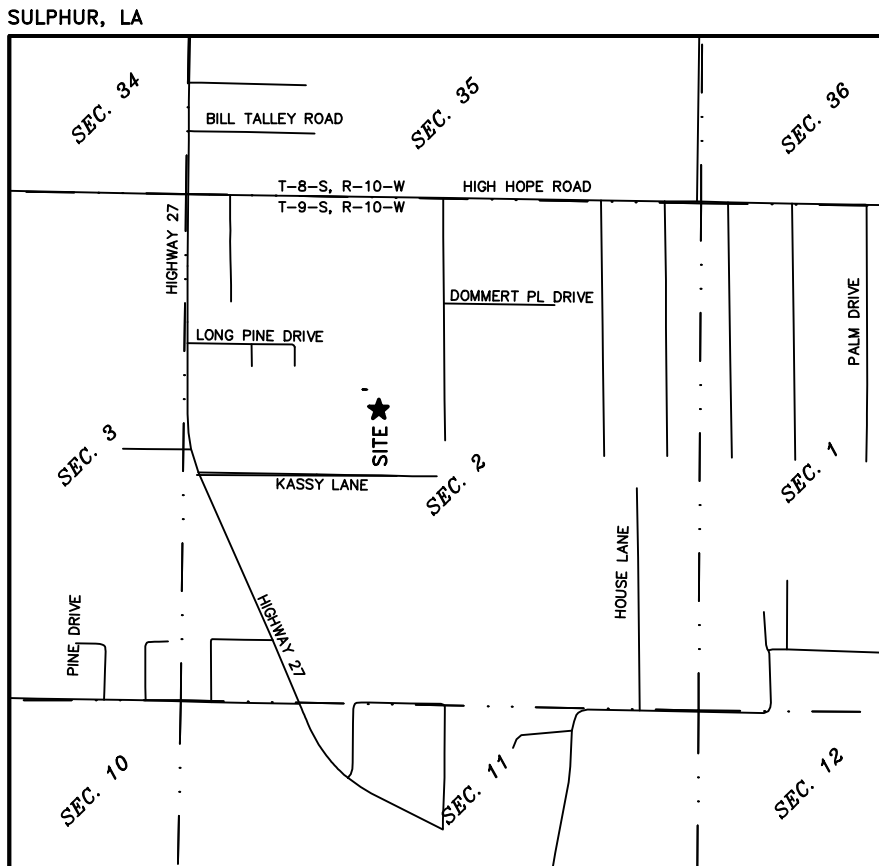 SULPHUR, LA
SEC. 34
SEC. 35
SEC. 36
BILL TALLEY ROAD
T-8-S, R-10-W
HIGH HOPE ROAD
T-9-S, R-10-W
HIGHWAY 27
DOMMERT PL DRIVE
LONG PINE DRIVE
PALM DRIVE
SITE
SEC. 3
SEC. 2
SEC. 1
KASSY LANE
HOUSE LANE
PINE DRIVE
HIGHWAY 27
SEC. 10
SEC. 11
SEC. 12